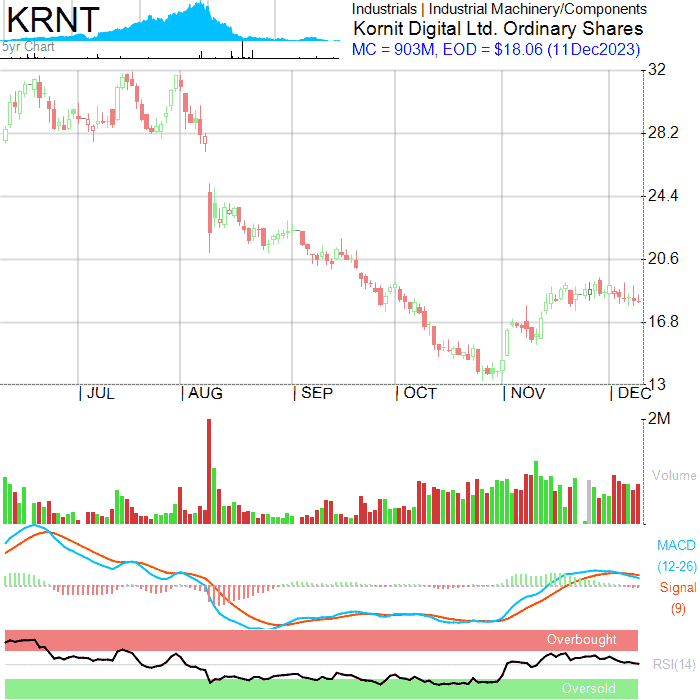 KRNT
5yr Chart
Industrials | Industrial Machinery/Components
Kornit Digital Ltd. Ordinary Shares
MC = 903M, EOD = $18.06 (11Dec2023)
32
28.2
24.4
20.6
16.8
13
| JUL
| AUG
| SEP
| OCT
| NOV
| DEC
2M
Volume
MACD
(12-26)
Signal
(9)
Overbought
RSI(14)
Oversold